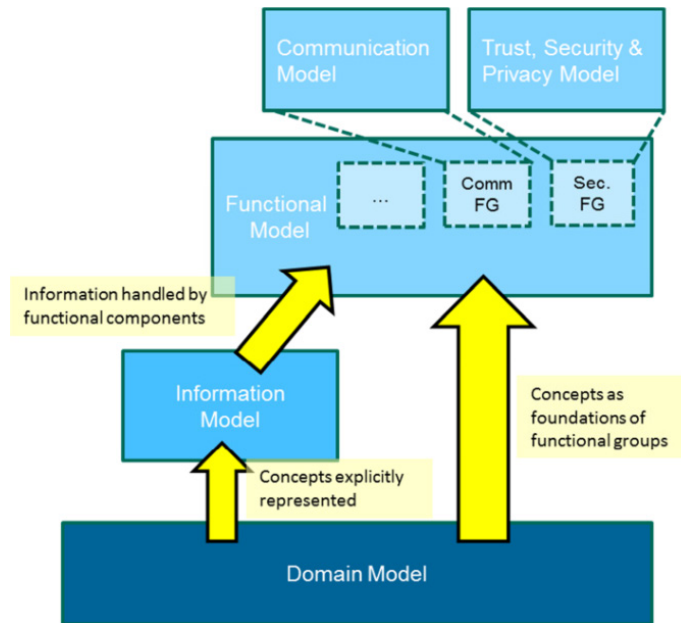 Communication
Model
Trust, Security &
Privacy Model
Functional
Model
...
Comm
FG
Sec.
FG
Information handled by
functional components
Information
Model
Concepts as
foundations of
functional groups
Concepts explicitly
represented
Domain Model